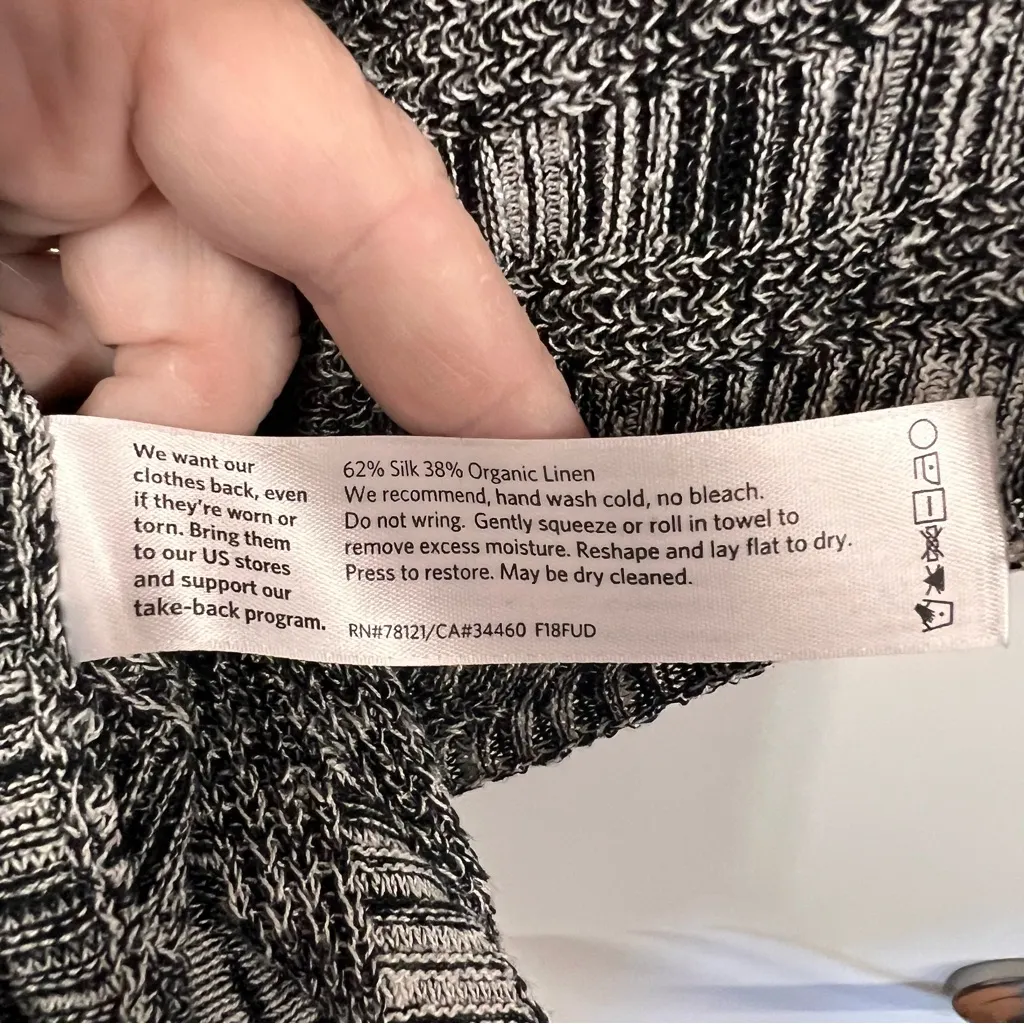 We want our
clothes back, even
if they're worn or
torn. Bring them
to our US stores
and support our
take-back program.
62% Silk 38% Organic Linen
We recommend, hand wash cold, no bleach.
Do not wring. Gently squeeze or roll in towel to
remove excess moisture. Reshape and lay flat to dry.
Press to restore. May be dry cleaned.
RN#78121/CA#34460 F18FUD